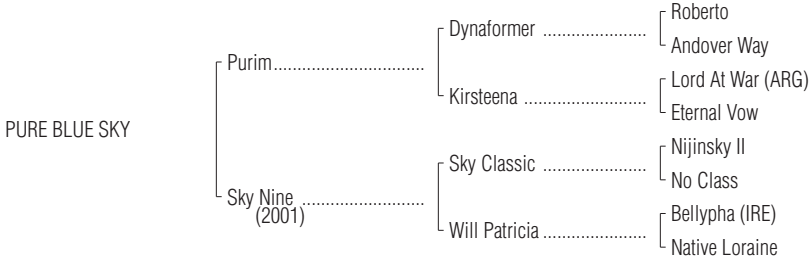 Roberto
Dynaformer ......................
Andover Way
Purim................................
Lord At War (ARG)
Kirsteena .........................
Eternal Vow
PURE BLUE SKY
Nijinsky II
Sky Classic ......................
No Class
Sky Nine ..........................
(2001)
Bellypha (IRE)
Will Patricia ......................
Native Loraine